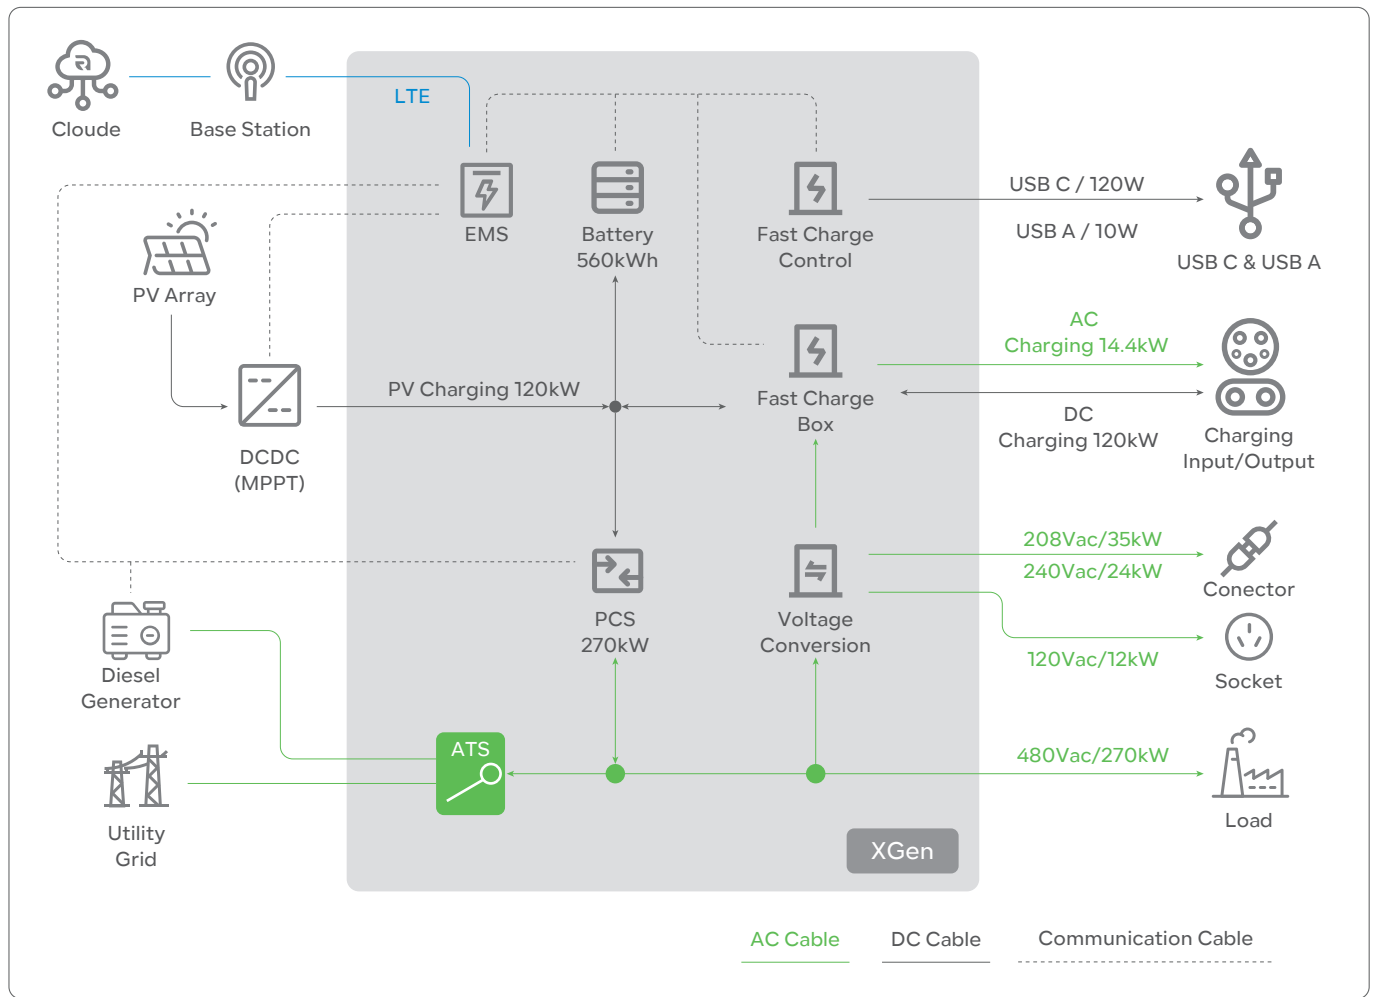 Cloude
Base Station
LTE
EMS
Battery
560kWh
Fast Charge
Control
USB C / 120W
USB A / 10W
USB C & USB A
PV Array
AC
Charging 14.4kW
PV Charging 120kW
Fast Charge
Box
DC
Charging 120kW
Charging
Input/Output
DCDC
(MPPT)
208Vac/35kW
240Vac/24kW
Conector
PCS
270kW
Voltage
Conversion
120Vac/12kW
Socket
Diesel
Generator
ATS
480Vac/270kW
Load
Utility
Grid
XGen
AC Cable
DC Cable
Communication Cable